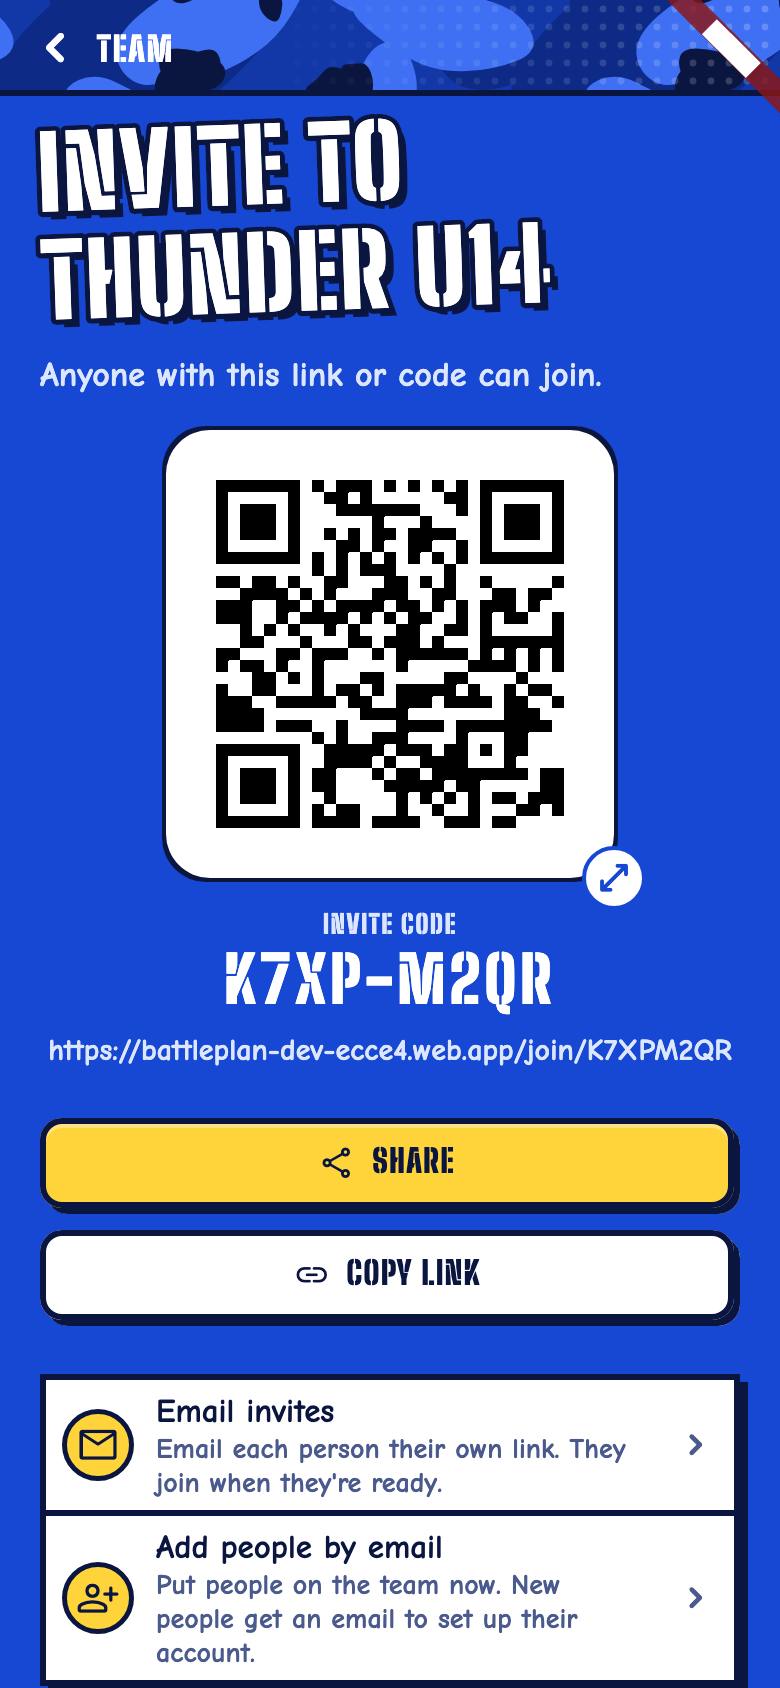 TEAM
INVITE TO
THUNDER U14
Anyone with this link or code can join.
INVITE CODE
K7XP-M2QR
https://battleplan-dev-ecce4.web.app/join/K7XPM2QR
SHARE
COPY LINK
Email invites
Email each person their own link. They
join when they're ready.
Add people by email
Put people on the team now. New
people get an email to set up their
account.